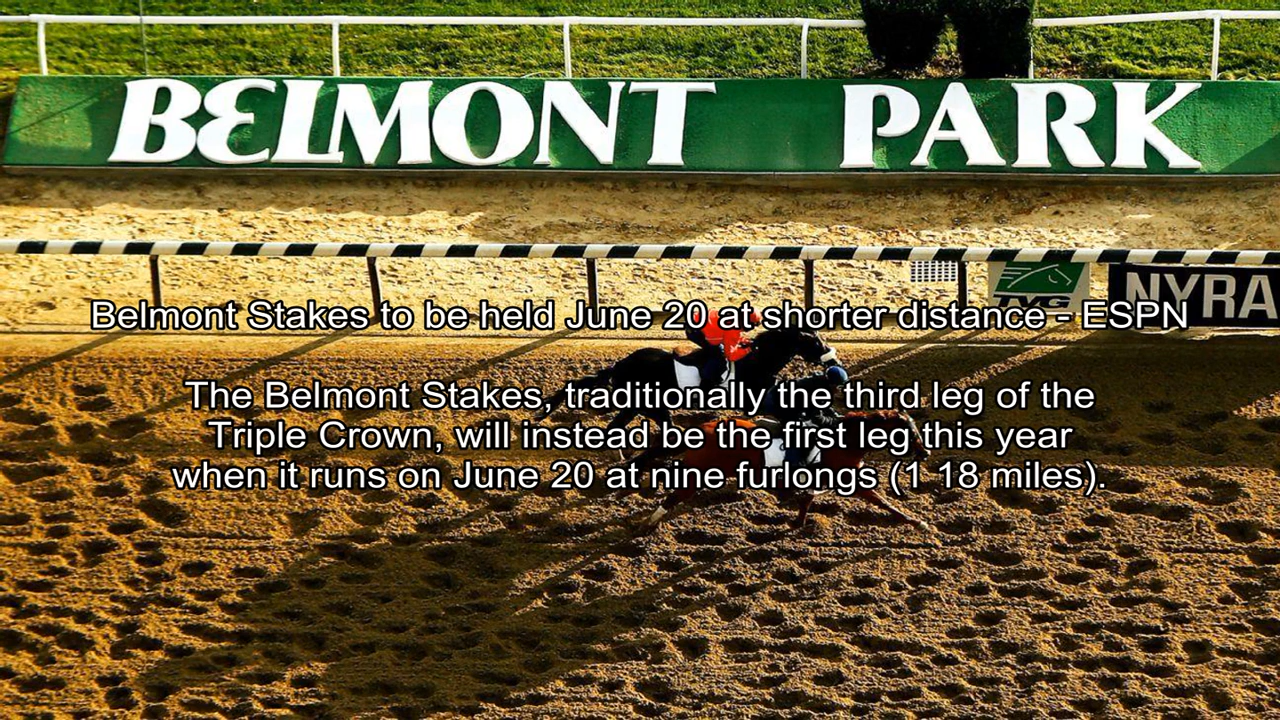 BELMONT PARK
TVG
NYRA
Belmont Stakes to be held June 20 at shorter distance - ESPN
The Belmont Stakes, traditionally the third leg of the
Triple Crown, will instead be the first leg this year
when it runs on June 20 at nine furlongs (1 18 miles).